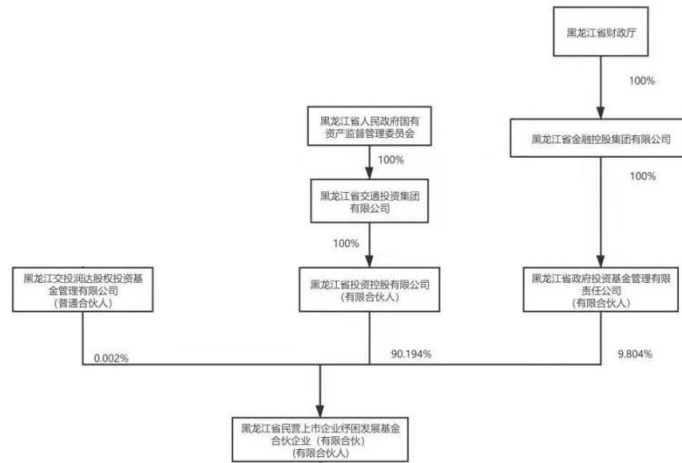 黑龙江省财政厅
100%
黑龙江省人民政府国有
资产监督管理委员会
黑龙江省金融控股集团有限公司
100%
100%
黑龙江省交通投资集团
有限公司
100%
黑龙江交投润达股权投资基
金管理有限公司
(普通合伙人)
黑龙江省投资控股有限公司
(有限合伙人)
黑龙江省政府投资基金管理有限
责任公司
(有限合伙人)
0.002%
90.194%
9.804%
黑龙江省民营上市企业纾困发展基金
合伙企业（有限合伙）
(有限合伙人)